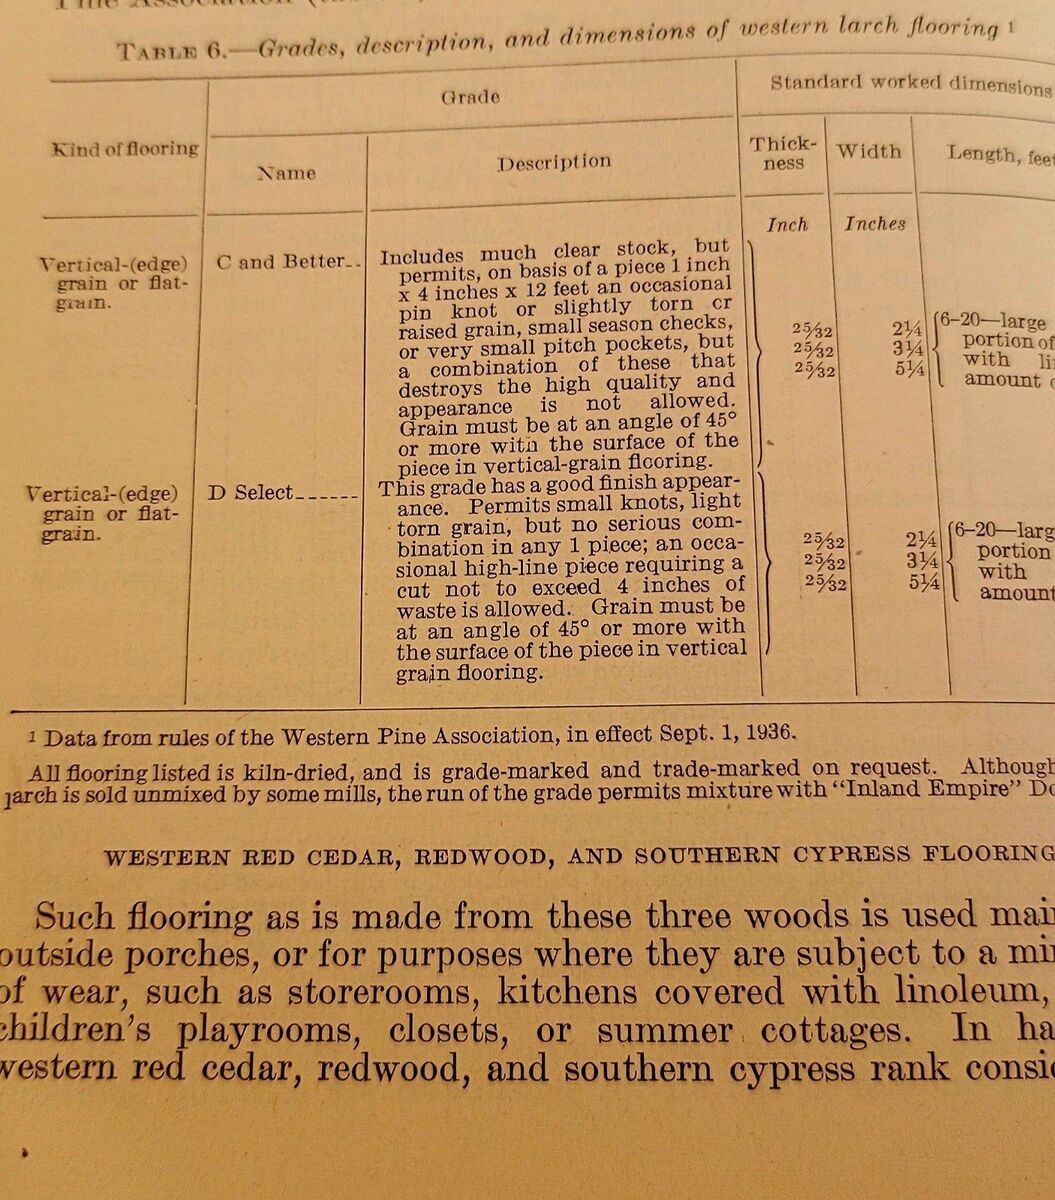 Pine Association
TABLE 6.—Grades, description, and dimensions of western larch flooring 1
Kind of flooring
Grade
Standard worked dimensions
Name
Description
Thick-
ness
Width
Length, feet
Inch
Inches
Vertical-(edge)
grain or flat-
grain.
C and Better..
Includes much clear stock, but
permits, on basis of a piece 1 inch
x 4 inches x 12 feet an occasional
pin knot or slightly torn or
raised grain, small season checks,
or very small pitch pockets, but
a combination of these that
destroys the high quality and
appearance is not allowed.
Grain must be at an angle of 45°
or more with the surface of the
piece in vertical-grain flooring.
25/32 2¼
25/32 3¼
25/32 5¼
6–20—large
portion of
with
amount
Vertical-(edge)
grain or flat-
grain.
D Select......
This grade has a good finish appear-
ance. Permits small knots, light
torn grain, but no serious com-
bination in any 1 piece; an occa-
sional high-line piece requiring a
cut not to exceed 4 inches of
waste is allowed. Grain must be
at an angle of 45° or more with
the surface of the piece in vertical
grain flooring.
25/32 2¼
25/32 3¼
25/32 5¼
6–20—larg
portion
with
amount
1 Data from rules of the Western Pine Association, in effect Sept. 1, 1936.
All flooring listed is kiln-dried, and is grade-marked and trade-marked on request. Although
larch is sold unmixed by some mills, the run of the grade permits mixture with "Inland Empire" Do
WESTERN RED CEDAR, REDWOOD, AND SOUTHERN CYPRESS FLOORING
Such flooring as is made from these three woods is used mai
outside porches, or for purposes where they are subject to a mi
of wear, such as storerooms, kitchens covered with linoleum,
children's playrooms, closets, or summer cottages. In ha
western red cedar, redwood, and southern cypress rank consi